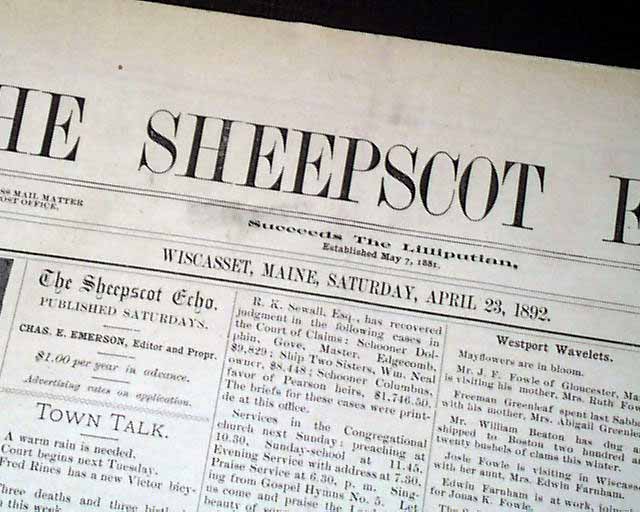 HE SHEEPSCOT E
SS MAIL MATTER
OST OFFICE.
Succeeds The Lilliputian,
Established May 7, 1881.
WISCASSET, MAINE, SATURDAY, APRIL 23, 1892.
The Sheepscot Echo.
PUBLISHED SATURDAYS.
CHAS. E. EMERSON, Editor and Propr.
$1.00 per year in advance.
Advertising rates on application.
TOWN TALK.
A warm rain is needed.
Court begins next Tuesday.
Fred Rines has a new Victor bicy-
Three deaths and three birth
this week.
R. K. Sewall, Esq., has recovered
judgment in the following cases in
the Court of Claims: Schooner Dol-
phin, Gove, Master, Edgecomb,
$9,829; Ship Two Sisters, Wm. Neal
owner, $8,448; Schooner Columbus,
favor of Pearson heirs, $1,746.50.
The briefs for these cases were print-
de at this office.
Services in the Congregational
church next Sunday: preaching at
10.30, Sunday-school at 11.45.
Evening Service with address at 7.30.
Praise Service at 6.30, p. m. Sing-
ing from Gospel Hymns No. 5. Let
us come and praise the
beauty of
Westport Wavelets.
Mayflowers are in bloom.
Mr. J. F. Fowle of Gloucester, Ma
is visiting his mother, Mrs. Ruth Fow
Freeman Greenleaf spent last Sabba
with his mother, Mrs. Abigail Greenlea
Mr. William Beaton has dug a
shipped to Boston two hundred
twenty bushels of clams this winter.
Josie Fowle is visiting in Wiscass
with her aunt, Mrs. Edwin Farnham.
Edwin Farnham is at work, join
for Jonas K. Fowle.